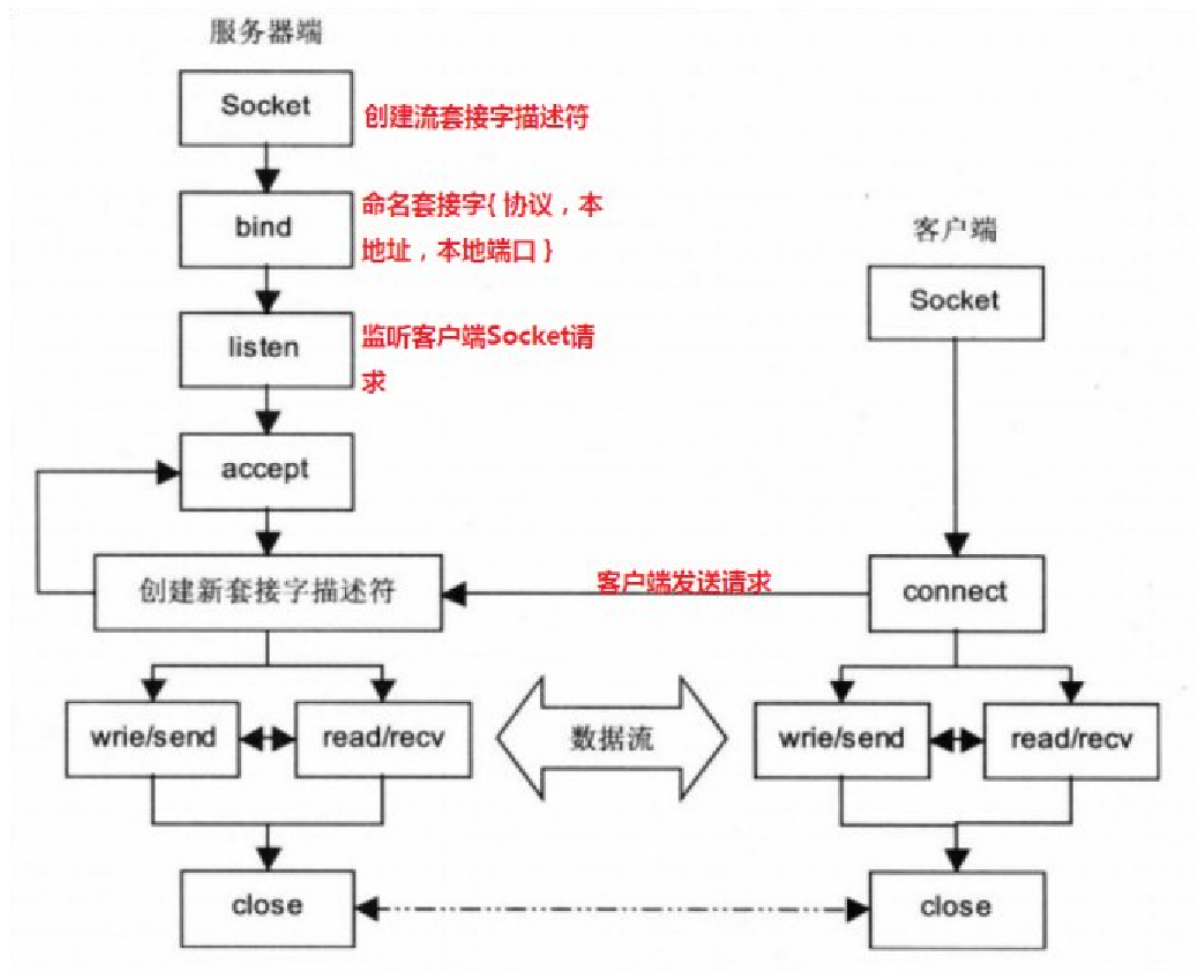 服务器端
Socket
创建流套接字描述符
bind
命名套接字{ 协议，本
地址，本地端口 }
客户端
Socket
listen
监听客户端Socket请
求
accept
创建新套接字描述符
客户端发送请求
connect
wrie/send
read/recv
数据流
wrie/send
read/recv
close
close